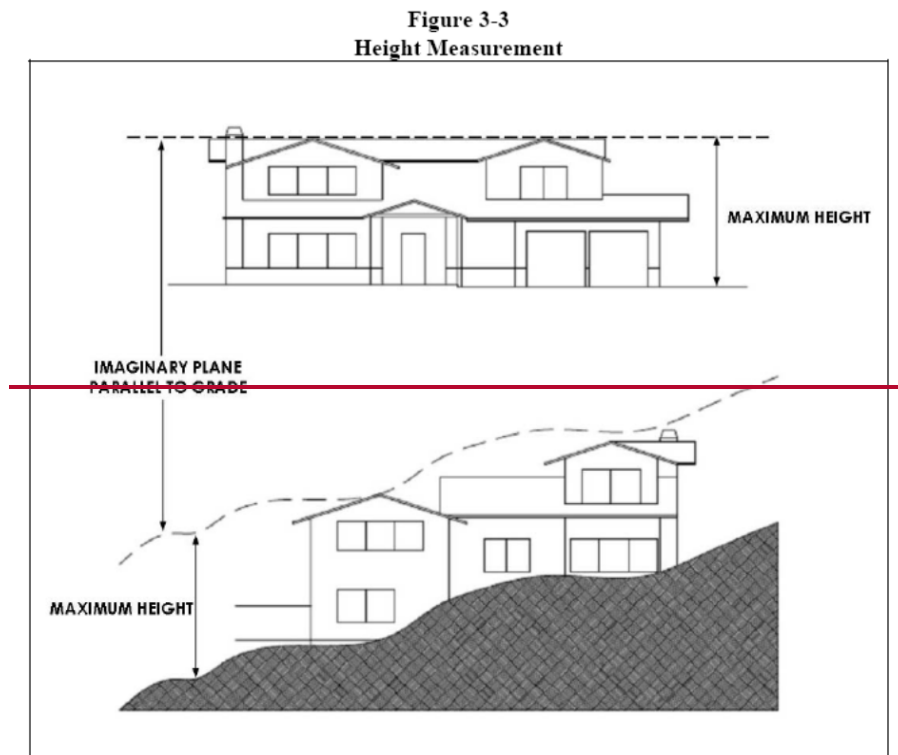 Figure 3-3
Height Measurement
MAXIMUM HEIGHT
IMAGINARY PLANE
PARALLEL TO GRADE
MAXIMUM HEIGHT